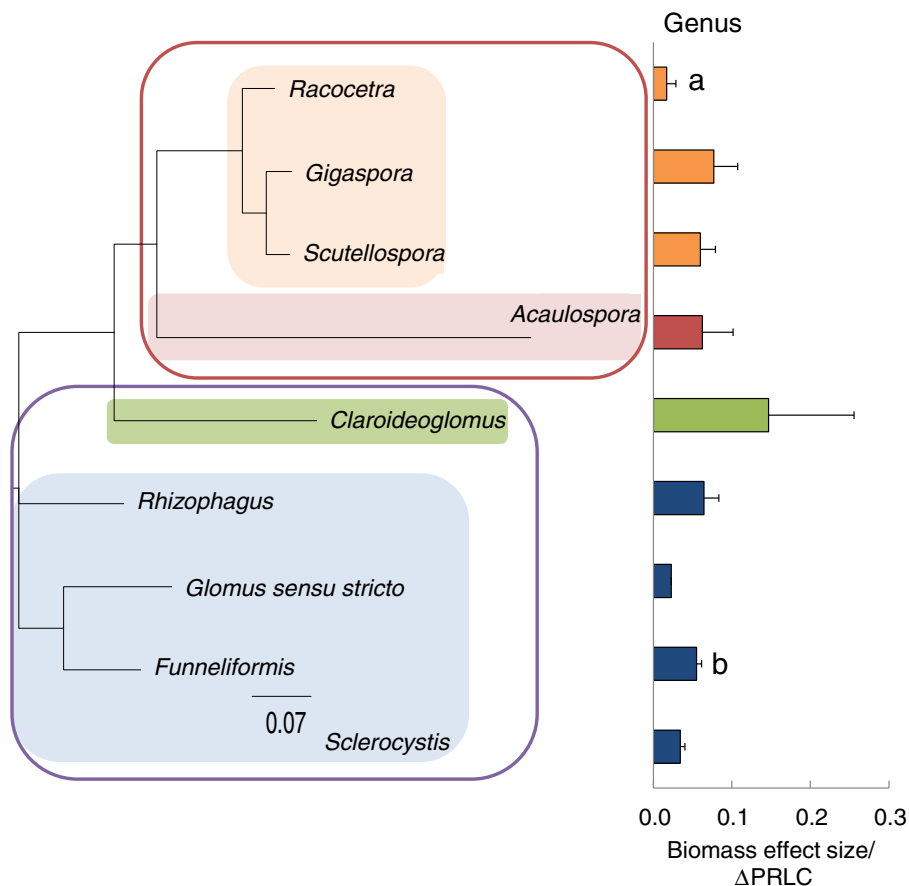 Genus
Racocetra
a
Gigaspora
Scutellospora
Acaulospora
Claroideoglomus
Rhizophagus
Glomus sensu stricto
Funneliformis
b
0.07
Sclerocystis
0.0 0.1 0.2 0.3
Biomass effect size/
ΔPRLC